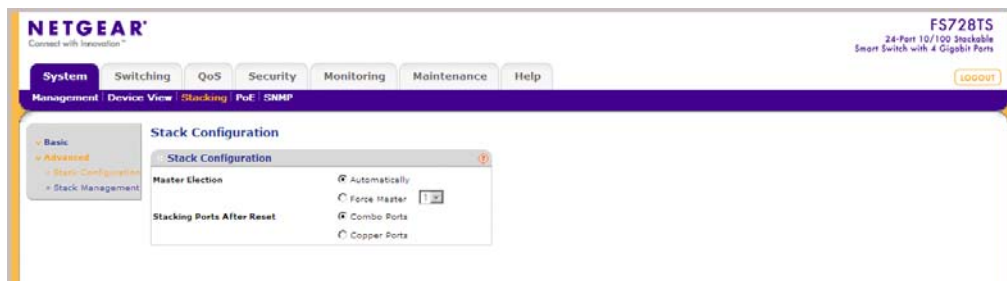 NETGEAR
Connect with Innovation™
FS728TS
24-Port 10/100 Stackable
Smart Switch with 4 Gigabit Ports
System Switching QoS Security Monitoring Maintenance Help
LOGOUT
Management Device View Stacking PoE SNMP
Basic
Advanced
Stack Configuration
Stack Management
Stack Configuration
Stack Configuration
?
Master Election
Automatically
Force Master 1
Stacking Ports After Reset
Combo Ports
Copper Ports